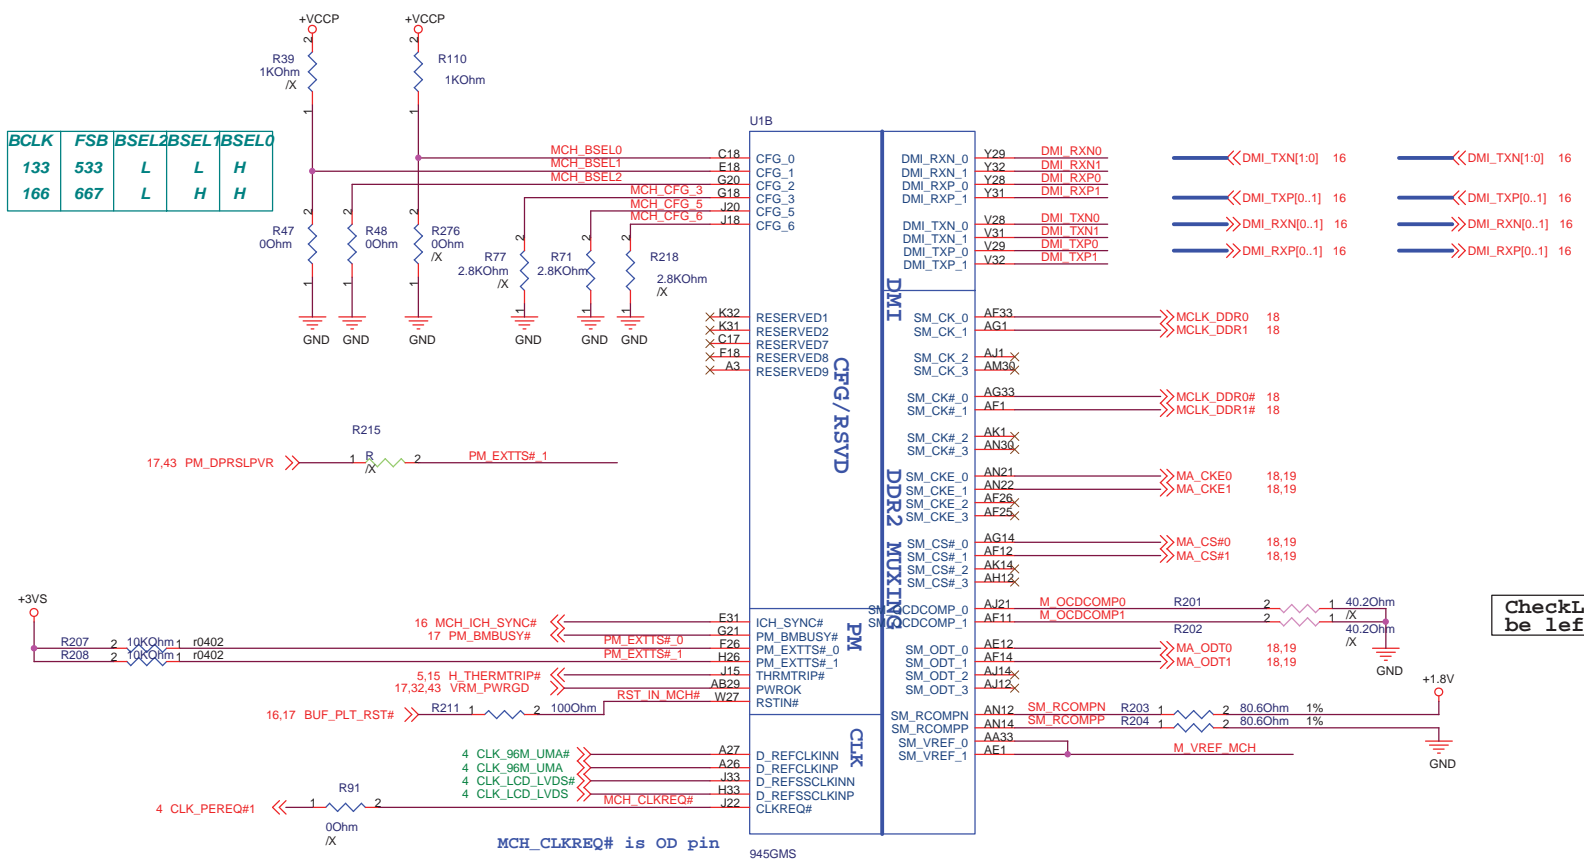 +VCCP
+VCCP
2
2
R39
1KOhm
/X
R110
1KOhm
1
1
BCLK FSB BSEL2 BSEL1 BSEL0
133 533 L L H
166 667 L H H
U1B
MCH_BSEL0 C18 CFG_0
MCH_BSEL1 E18 CFG_1
MCH_BSEL2 G20 CFG_2
MCH_CFG_3 G18 CFG_3
MCH_CFG_5 J20 CFG_5
MCH_CFG_6 J18 CFG_6
2
2
2
R47
0Ohm
R48
0Ohm
R276
0Ohm
/X
1
1
1
GND
GND
GND
2
2
2
R77
2.8KOhm
/X
R71
2.8KOhm
R218
2.8KOhm
/X
1
1
1
GND
GND
GND
K32 RESERVED1
K31 RESERVED2
C17 RESERVED7
F18 RESERVED8
A3 RESERVED9
CFG/RSVD
R215
17,43 PM_DPRSLPVR 1 R 2 PM_EXTTS#_1
/X
+3VS
16 MCH_ICH_SYNC# E31 ICH_SYNC#
17 PM_BMBUSY# G21 PM_BMBUSY#
R207 2 10KOhm 1 r0402 PM_EXTTS#_0 F26 PM_EXTTS#_0
R208 2 10KOhm 1 r0402 PM_EXTTS#_1 H26 PM_EXTTS#_1
5,15 H_THERMTRIP# J15 THRMTRIP#
17,32,43 VRM_PWRGD AB29 PWROK
16,17 BUF_PLT_RST# R211 1 2 100Ohm RST_IN_MCH# W27 RSTIN#
PM
4 CLK_96M_UMA# A27 D_REFCLKINN
4 CLK_96M_UMA A26 D_REFCLKINP
4 CLK_LCD_LVDS# J33 D_REFSSCLKINN
4 CLK_LCD_LVDS H33 D_REFSSCLKINP
4 CLK_PEREQ#1 1 R91 2 MCH_CLKREQ# J22 CLKREQ#
0Ohm
/X
CLK
MCH_CLKREQ# is OD pin
945GMS
DMI_RXN_0 Y29 DMI_RXN0
DMI_RXN_1 Y32 DMI_RXN1
DMI_RXP_0 Y28 DMI_RXP0
DMI_RXP_1 Y31 DMI_RXP1
DMI_TXN_0 V28 DMI_TXN0
DMI_TXN_1 V31 DMI_TXN1
DMI_TXP_0 V29 DMI_TXP0
DMI_TXP_1 V32 DMI_TXP1
DMI
DMI_TXN[1:0] 16 DMI_TXN[1:0] 16
DMI_TXP[0..1] 16 DMI_TXP[0..1] 16
DMI_RXN[0..1] 16 DMI_RXN[0..1] 16
DMI_RXP[0..1] 16 DMI_RXP[0..1] 16
SM_CK_0 AF33 MCLK_DDR0 18
SM_CK_1 AG1 MCLK_DDR1 18
SM_CK_2 AJ1
SM_CK_3 AM30
SM_CK#_0 AG33 MCLK_DDR0# 18
SM_CK#_1 AF1 MCLK_DDR1# 18
SM_CK#_2 AK1
SM_CK#_3 AN30
SM_CKE_0 AN21 MA_CKE0 18,19
SM_CKE_1 AN22 MA_CKE1 18,19
SM_CKE_2 AF26
SM_CKE_3 AF25
SM_CS#_0 AG14 MA_CS#0 18,19
SM_CS#_1 AF12 MA_CS#1 18,19
SM_CS#_2 AK14
SM_CS#_3 AH12
DDR2 MUXING
SM_OCDCOMP_0 AJ21 M_OCDCOMP0 R201 2 1 40.2Ohm
/X
SM_OCDCOMP_1 AF11 M_OCDCOMP1 R202 2 1 40.2Ohm
/X
GND
SM_ODT_0 AE12 MA_ODT0 18,19
SM_ODT_1 AF14 MA_ODT1 18,19
SM_ODT_2 AJ14
SM_ODT_3 AJ12
+1.8V
SM_RCOMPN AN12 SM_RCOMPN R203 1 2 80.6Ohm 1%
SM_RCOMPP AN14 SM_RCOMPP R204 1 2 80.6Ohm 1%
SM_VREF_0 AA33
SM_VREF_1 AE1 M_VREF_MCH
GND
CheckL
be lef